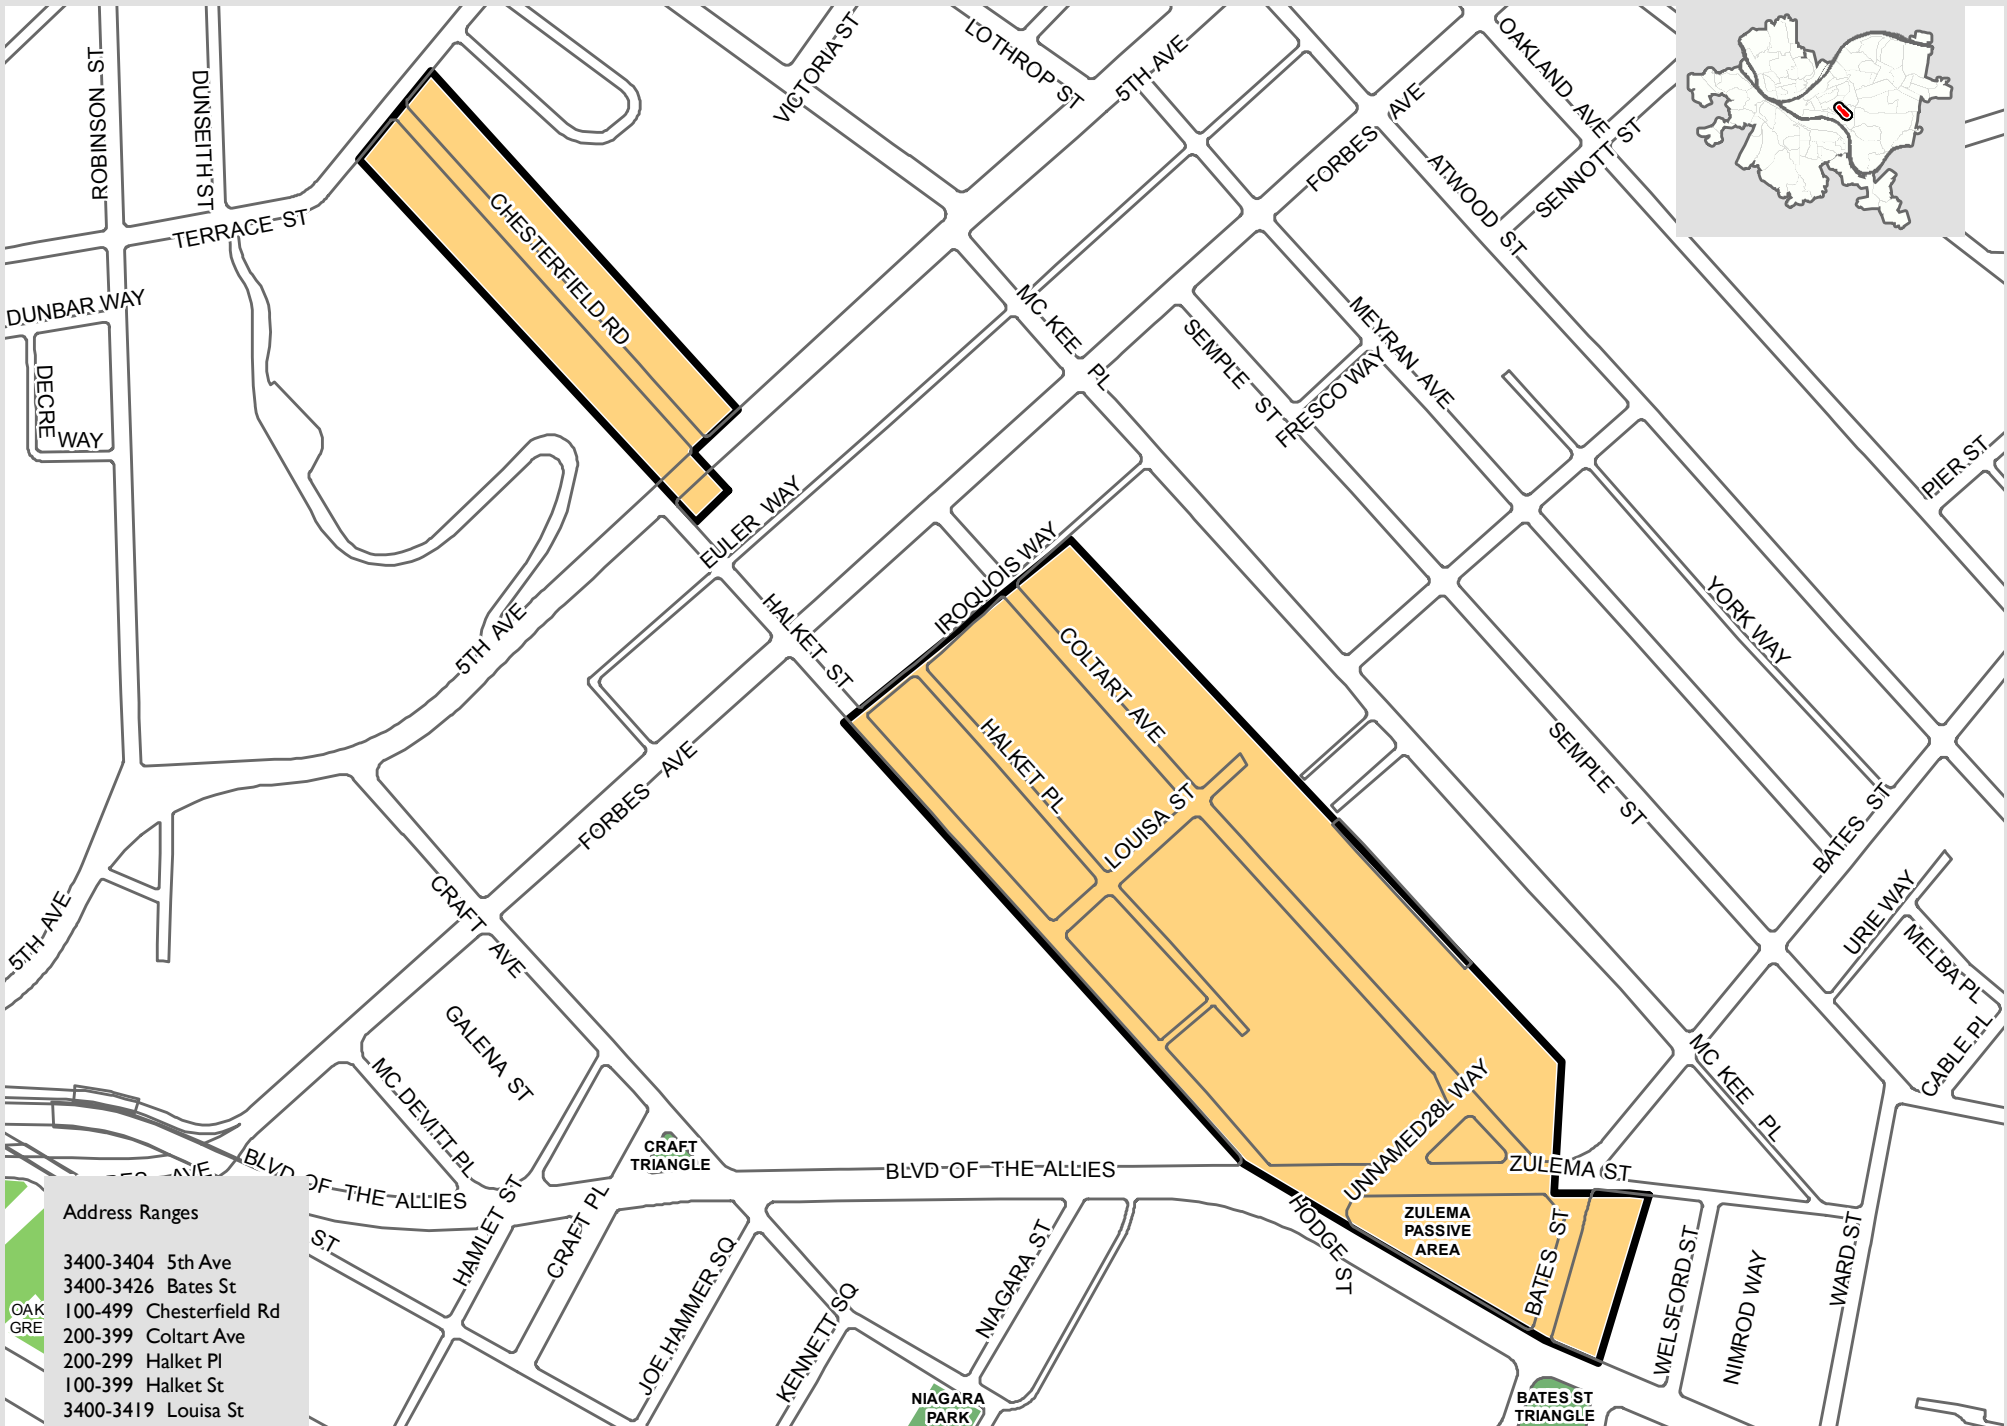 ROBINSON ST
DUNSEITH ST
VICTORIA ST
LOTHROP ST
5TH AVE
OAKLAND AVE
FORBES AVE
ATWOOD ST
SENNOTT ST
TERRACE ST
CHESTERFIELD RD
DUNBAR WAY
MC KEE PL
SEMPLE ST
MEYRAN AVE
FRESCO WAY
DECRE
WAY
PIER ST
EULER WAY
IROQUOIS WAY
HALKET ST
5TH AVE
COLTART AVE
YORK WAY
HALKET PL
SEMPLE ST
FORBES AVE
LOUISA ST
BATES ST
CRAFT AVE
5TH AVE
URIE WAY
MELBA PL
GALENA ST
MC DEVITT PL
CABLE PL
MC KEE PL
UNNAMED28L WAY
CRAFT
TRIANGLE
BLVD OF THE ALLIES
BLVD OF THE ALLIES
ZULEMA ST
AVE
HAMLET ST
CRAFT PL
HODGE ST
ZULEMA
PASSIVE
AREA
BATES ST
WELSFORD ST
NIMROD WAY
WARD ST
ST
JOE HAMMER SQ
KENNETT SQ
NIAGARA ST
OAK
GRE
NIAGARA
PARK
BATES ST
TRIANGLE
Address Ranges
3400-3404 5th Ave
3400-3426 Bates St
100-499 Chesterfield Rd
200-399 Coltart Ave
200-299 Halket Pl
100-399 Halket St
3400-3419 Louisa St